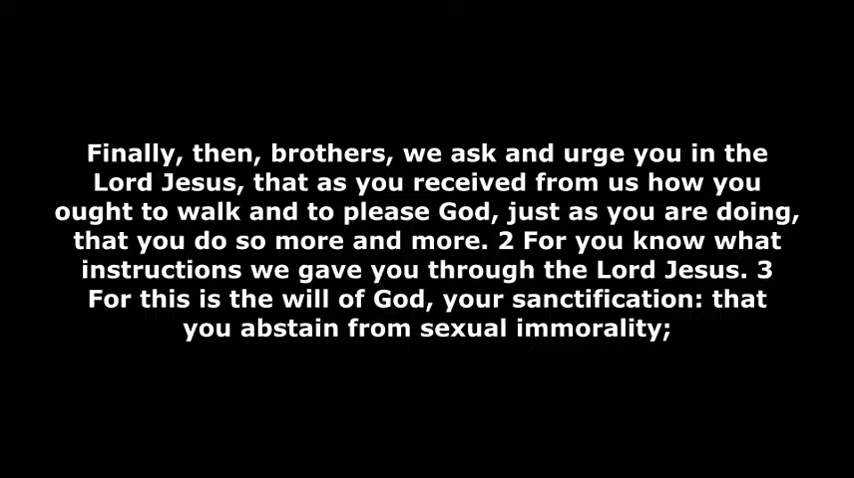 Finally, then, brothers, we ask and urge you in the
Lord Jesus, that as you received from us how you
ought to walk and to please God, just as you are doing,
that you do so more and more. 2 For you know what
instructions we gave you through the Lord Jesus. 3
For this is the will of God, your sanctification: that
you abstain from sexual immorality;